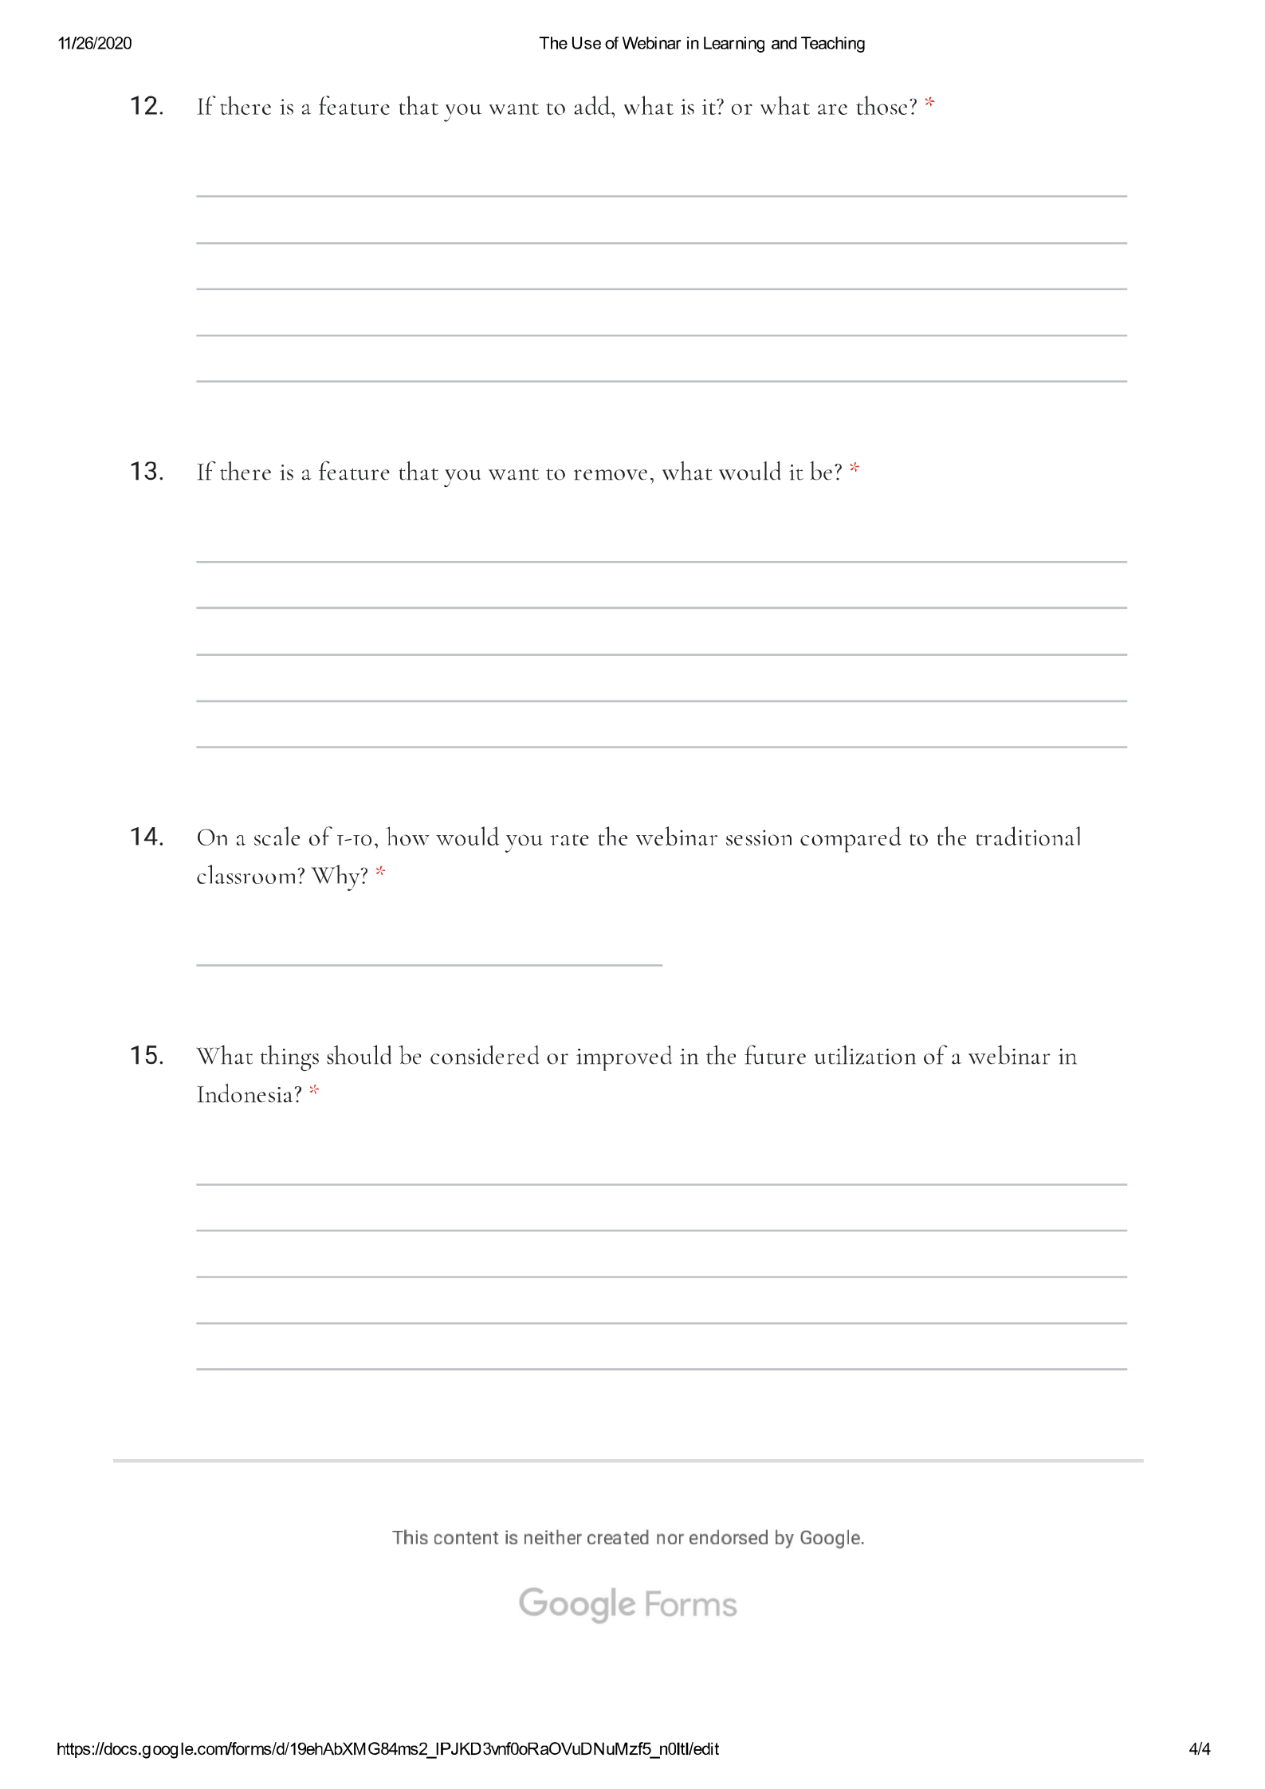 11/26/2020 The Use of Webinar in Learning and Teaching
12. If there is a feature that you want to add, what is it? or what are those? *
13. If there is a feature that you want to remove, what would it be? *
14. On a scale of 1-10, how would you rate the webinar session compared to the traditional
classroom? Why? *
15. What things should be considered or improved in the future utilization of a webinar in
Indonesia? *
This content is neither created nor endorsed by Google.
Google Forms
https://docs.google.com/forms/d/19ehAbXMG84ms2_IPJKD3vnf0oRaOVuDNuMzf5_n0ItI/edit 4/4